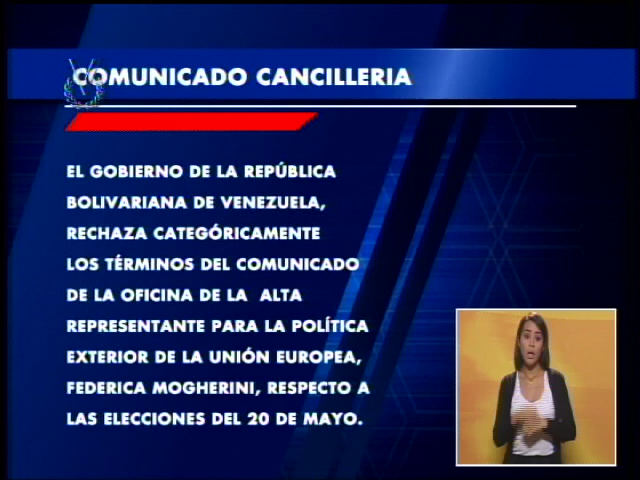 COMUNICADO CANCILLERIA
EL GOBIERNO DE LA REPÚBLICA
BOLIVARIANA DE VENEZUELA,
RECHAZA CATEGÓRICAMENTE
LOS TÉRMINOS DEL COMUNICADO
DE LA OFICINA DE LA ALTA
REPRESENTANTE PARA LA POLÍTICA
EXTERIOR DE LA UNIÓN EUROPEA,
FEDERICA MOGHERINI, RESPECTO A
LAS ELECCIONES DEL 20 DE MAYO.